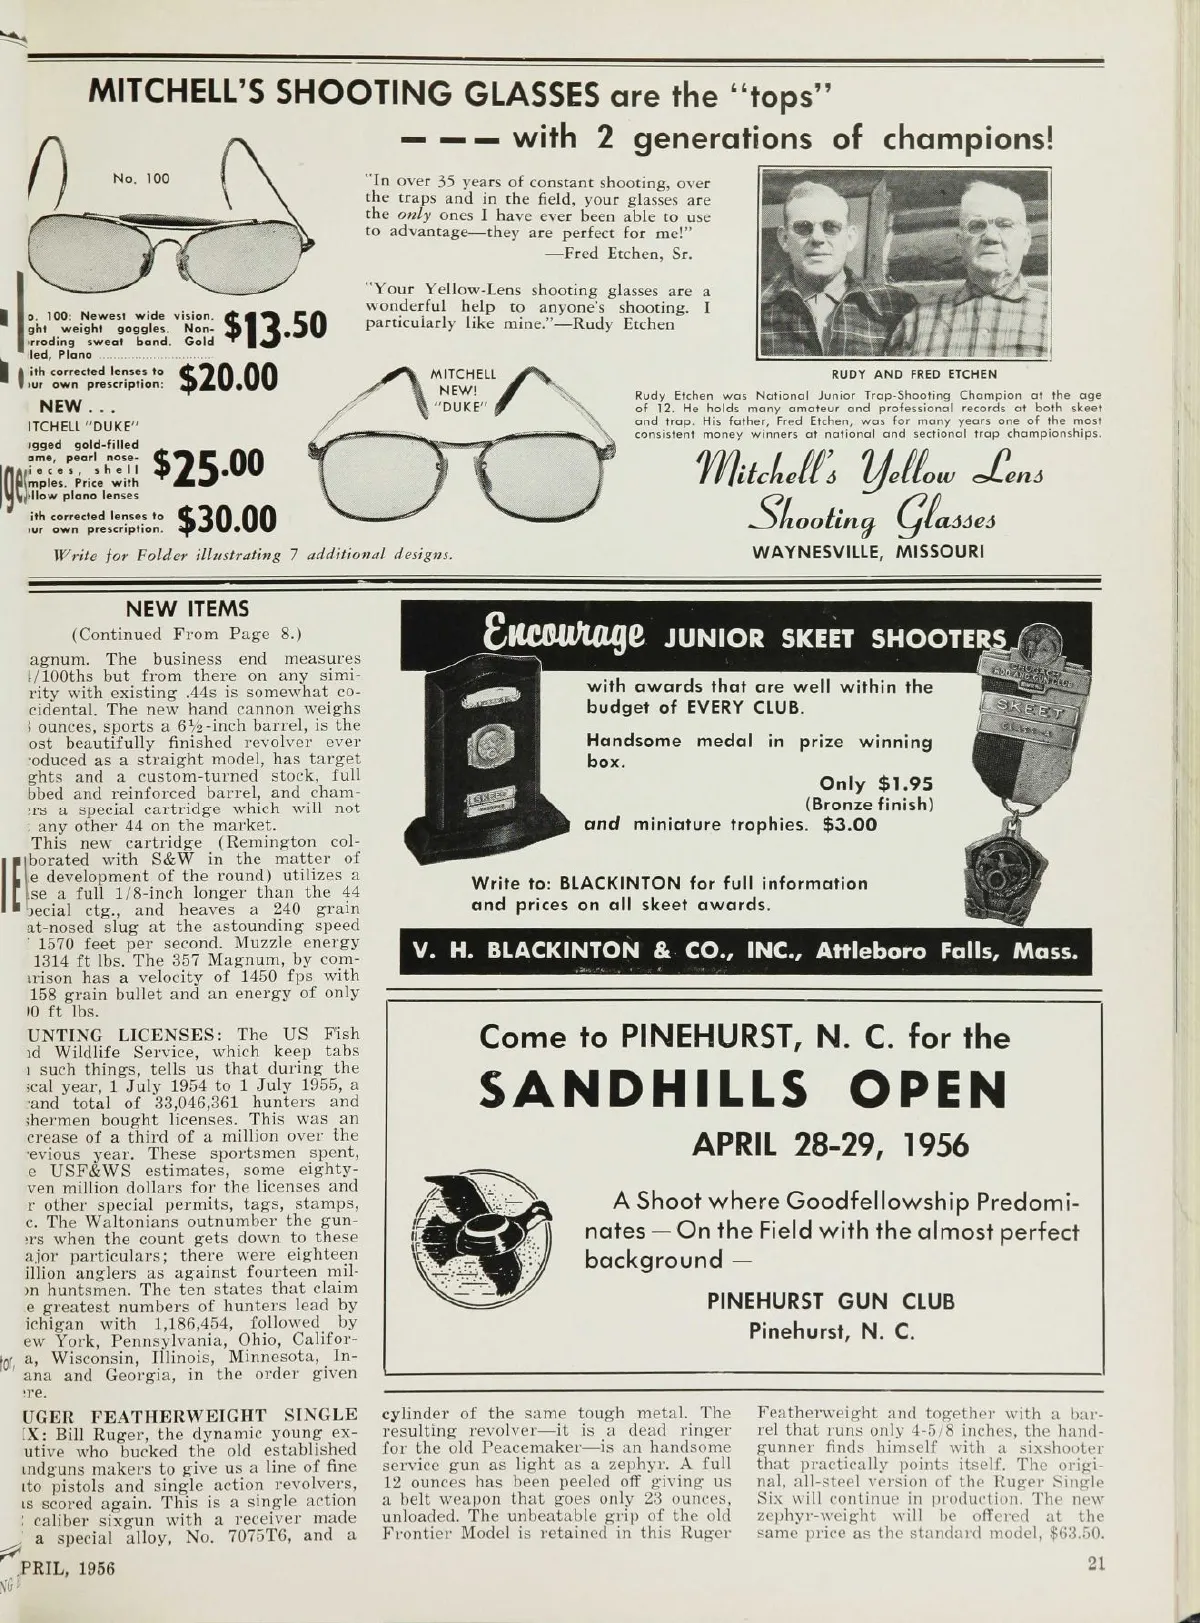 MITCHELL'S SHOOTING GLASSES are the "tops"
— — — with 2 generations of champions!
No. 100
"In over 35 years of constant shooting, over
the traps and in the field, your glasses are
the only ones I have ever been able to use
to advantage—they are perfect for me!"
—Fred Etchen, Sr.
"Your Yellow-Lens shooting glasses are a
wonderful help to anyone's shooting. I
particularly like mine."—Rudy Etchen
100: Newest wide vision.
weight goggles. Non-
sweat band. Gold
Plano ..............................
$13.50
corrected lenses to
own prescription:
$20.00
NEW . . .
"DUKE"
gold-filled
pearl nose-
shell
Price with
plano lenses
$25.00
corrected lenses to
own prescription.
$30.00
MITCHELL
NEW!
"DUKE"
Write for Folder illustrating 7 additional designs.
RUDY AND FRED ETCHEN
Rudy Etchen was National Junior Trap-Shooting Champion at the age
of 12. He holds many amateur and professional records at both skeet
and trap. His father, Fred Etchen, was for many years one of the most
consistent money winners at national and sectional trap championships.
Mitchell's Yellow Lens
Shooting Glasses
WAYNESVILLE, MISSOURI
NEW ITEMS
(Continued From Page 8.)
agnum. The business end measures
/100ths but from there on any simi-
rity with existing .44s is somewhat co-
cidental. The new hand cannon weighs
ounces, sports a 6½-inch barrel, is the
ost beautifully finished revolver ever
oduced as a straight model, has target
ghts and a custom-turned stock, full
bbed and reinforced barrel, and cham-
rs a special cartridge which will not
any other 44 on the market.
This new cartridge (Remington col-
borated with S&W in the matter of
e development of the round) utilizes a
se a full 1/8-inch longer than the 44
pecial ctg., and heaves a 240 grain
at-nosed slug at the astounding speed
1570 feet per second. Muzzle energy
1314 ft lbs. The 357 Magnum, by com-
arison has a velocity of 1450 fps with
158 grain bullet and an energy of only
0 ft lbs.
UNTING LICENSES: The US Fish
d Wildlife Service, which keep tabs
such things, tells us that during the
cal year, 1 July 1954 to 1 July 1955, a
and total of 33,046,361 hunters and
shermen bought licenses. This was an
crease of a third of a million over the
evious year. These sportsmen spent,
e USF&WS estimates, some eighty-
ven million dollars for the licenses and
r other special permits, tags, stamps,
c. The Waltonians outnumber the gun-
rs when the count gets down to these
ajor particulars; there were eighteen
illion anglers as against fourteen mil-
on huntsmen. The ten states that claim
e greatest numbers of hunters lead by
ichigan with 1,186,454, followed by
ew York, Pennsylvania, Ohio, Califor-
a, Wisconsin, Illinois, Minnesota, In-
ana and Georgia, in the order given
re.
UGER FEATHERWEIGHT SINGLE
IX: Bill Ruger, the dynamic young ex-
utive who bucked the old established
andguns makers to give us a line of fine
to pistols and single action revolvers,
as scored again. This is a single action
caliber sixgun with a receiver made
a special alloy, No. 7075T6, and a
Encourage JUNIOR SKEET SHOOTERS
with awards that are well within the
budget of EVERY CLUB.
Handsome medal in prize winning
box.
Only $1.95
(Bronze finish)
and miniature trophies. $3.00
Write to: BLACKINTON for full information
and prices on all skeet awards.
SKEET
SKEET
V. H. BLACKINTON & CO., INC., Attleboro Falls, Mass.
Come to PINEHURST, N. C. for the
SANDHILLS OPEN
APRIL 28-29, 1956
A Shoot where Goodfellowship Predomi-
nates — On the Field with the almost perfect
background —
PINEHURST GUN CLUB
Pinehurst, N. C.
cylinder of the same tough metal. The
resulting revolver—it is a dead ringer
for the old Peacemaker—is an handsome
service gun as light as a zephyr. A full
12 ounces has been peeled off giving us
a belt weapon that goes only 23 ounces,
unloaded. The unbeatable grip of the old
Frontier Model is retained in this Ruger
Featherweight and together with a bar-
rel that runs only 4-5/8 inches, the hand-
gunner finds himself with a sixshooter
that practically points itself. The origi-
nal, all-steel version of the Ruger Single
Six will continue in production. The new
zephyr-weight will be offered at the
same price as the standard model, $63.50.
PRIL, 1956
21